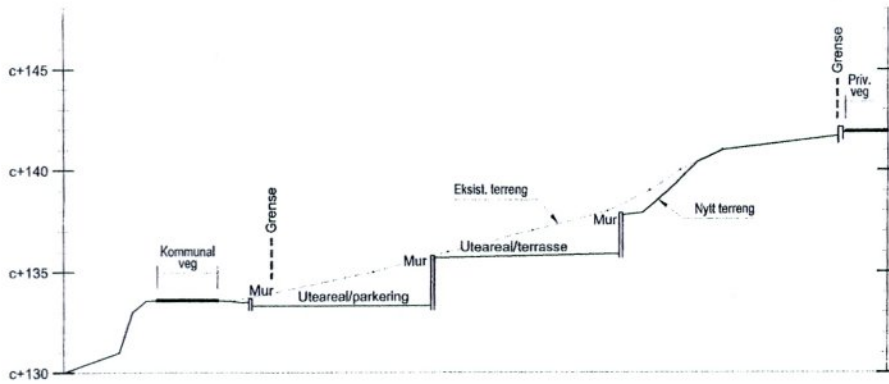 c+145
c+140
c+135
c+130
Grense
Priv.
veg
Eksist. terreng
Nytt terreng
Grense
Mur
Kommunal
veg
Mur
Uteareal/terrasse
Mur
Uteareal/parkering